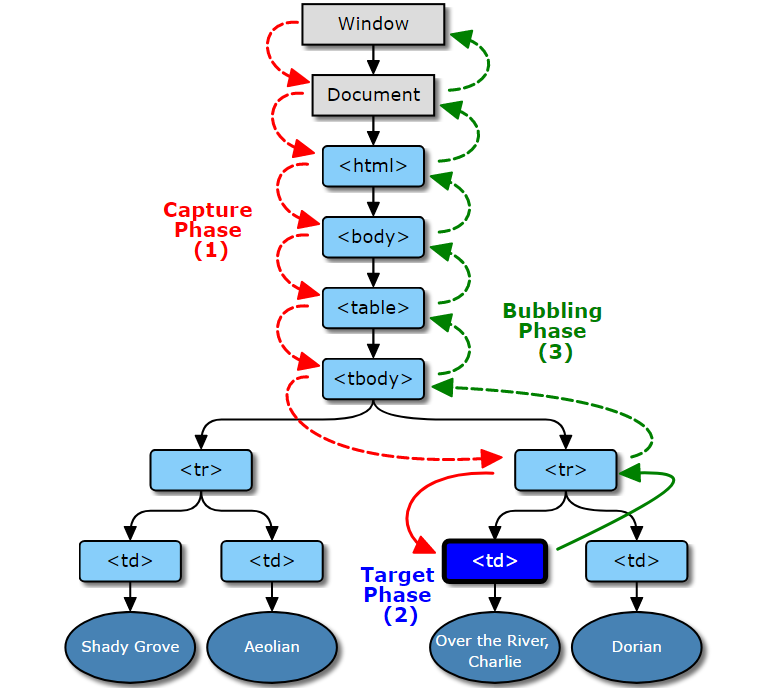 Window
Document
<html>
Capture
Phase
(1)
<body>
<table>
Bubbling
Phase
(3)
<tbody>
<tr>
<tr>
<td>
<td>
<td>
<td>
Target
Phase
(2)
Shady Grove
Aeolian
Over the River,
Charlie
Dorian